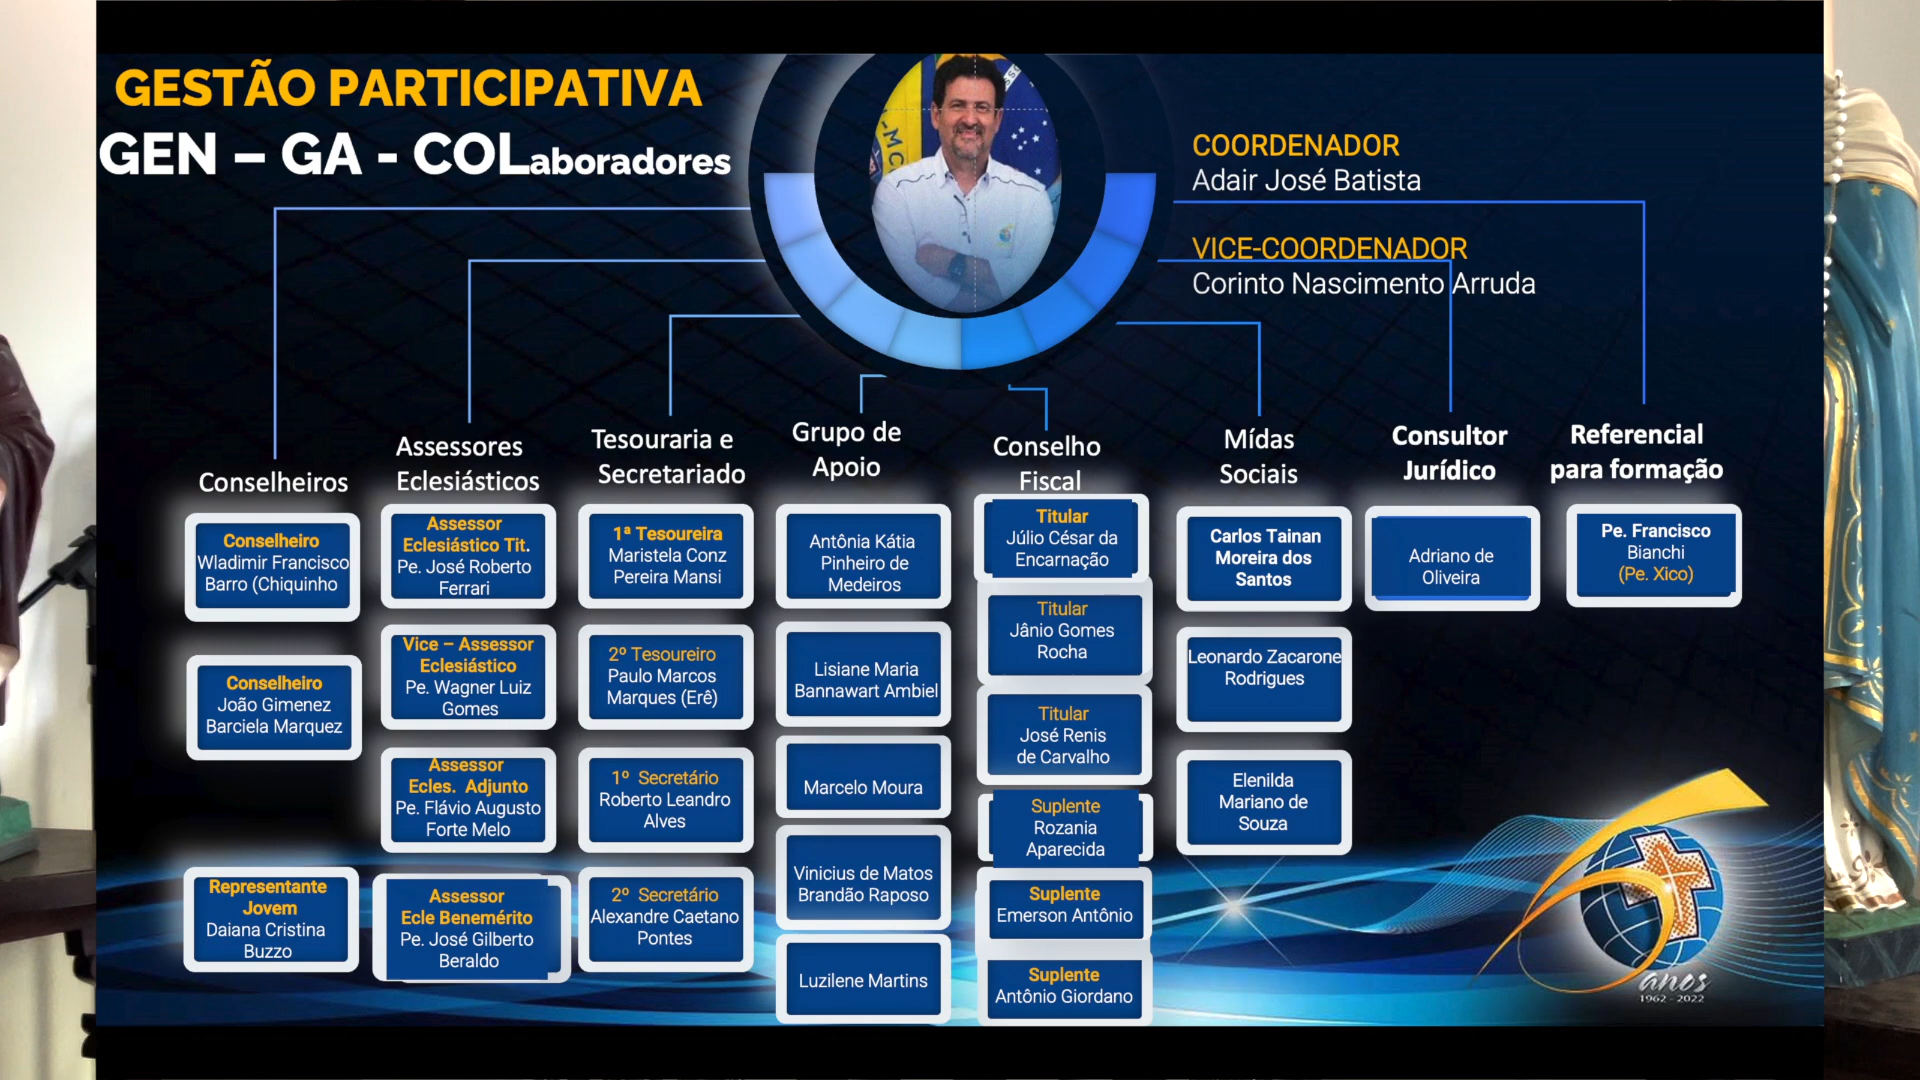 GESTÃO PARTICIPATIVA
GEN – GA - COLaboradores
COORDENADOR
Adair José Batista
VICE-COORDENADOR
Corinto Nascimento Arruda
Conselheiros
Conselheiro
Wladimir Francisco
Barro (Chiquinho
Conselheiro
João Gimenez
Barciela Marquez
Representante
Jovem
Daiana Cristina
Buzzo
Assessores
Eclesiásticos
Assessor
Eclesiástico Tit.
Pe. José Roberto
Ferrari
Vice – Assessor
Eclesiástico
Pe. Wagner Luiz
Gomes
Assessor
Ecles. Adjunto
Pe. Flávio Augusto
Forte Melo
Assessor
Ecle Benemérito
Pe. José Gilberto
Beraldo
Tesouraria e
Secretariado
1ª Tesoureira
Maristela Conz
Pereira Mansi
2º Tesoureiro
Paulo Marcos
Marques (Erê)
1º Secretário
Roberto Leandro
Alves
2º Secretário
Alexandre Caetano
Pontes
Grupo de
Apoio
Antônia Kátia
Pinheiro de
Medeiros
Lisiane Maria
Bannawart Ambiel
Marcelo Moura
Vinicius de Matos
Brandão Raposo
Luzilene Martins
Conselho
Fiscal
Titular
Júlio César da
Encarnação
Titular
Jânio Gomes
Rocha
Titular
José Renis
de Carvalho
Suplente
Rozania
Aparecida
Suplente
Emerson Antônio
Suplente
Antônio Giordano
Mídas
Sociais
Carlos Tainan
Moreira dos
Santos
Leonardo Zacarone
Rodrigues
Elenilda
Mariano de
Souza
Consultor
Jurídico
Adriano de
Oliveira
Referencial
para formação
Pe. Francisco
Bianchi
(Pe. Xico)
anos
1962 - 2022